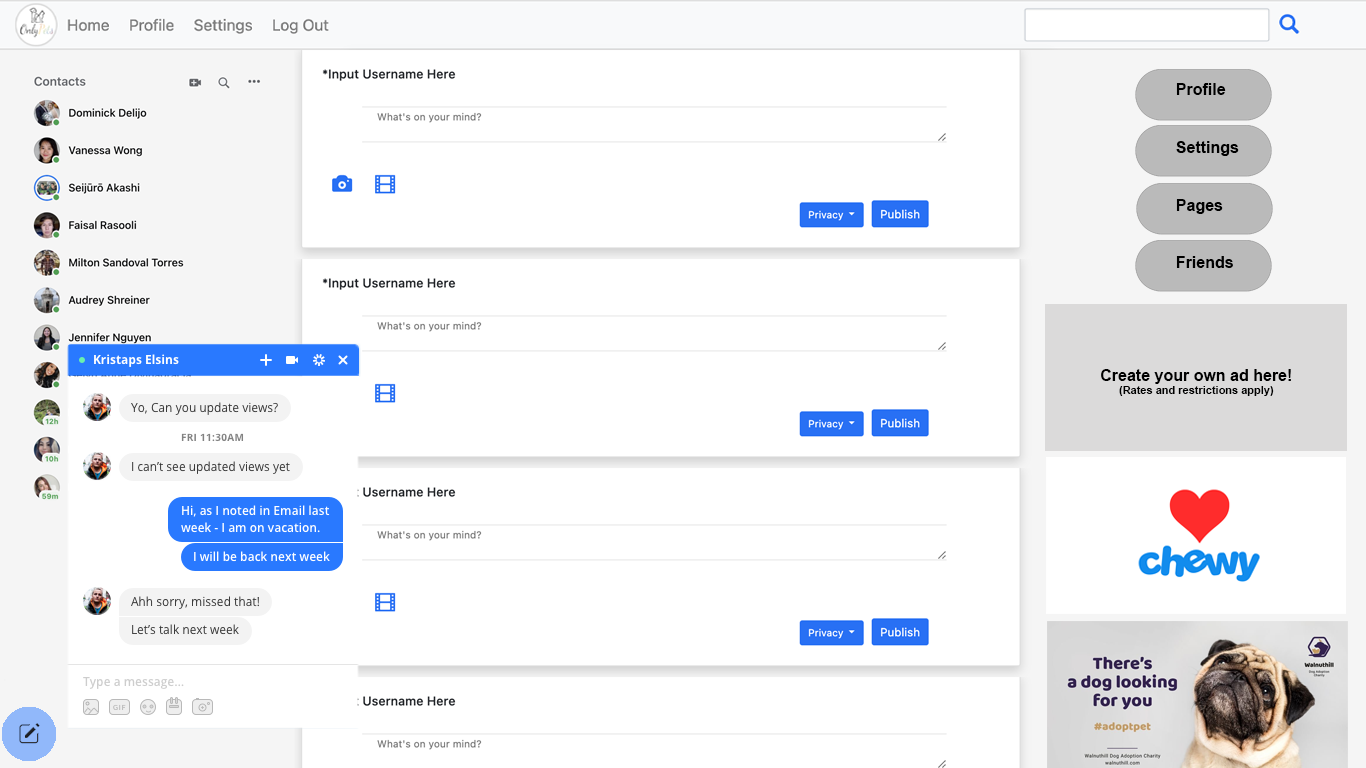 OnlyPets
Home Profile Settings Log Out
Contacts
Dominick Delijo
Vanessa Wong
Seijūrō Akashi
Faisal Rasooli
Milton Sandoval Torres
Audrey Shreiner
Jennifer Nguyen
12h
10h
59m
Kristaps Elsins
Yo, Can you update views?
FRI 11:30AM
I can’t see updated views yet
Hi, as I noted in Email last
week - I am on vacation.
I will be back next week
Ahh sorry, missed that!
Let’s talk next week
Type a message...
GIF
*Input Username Here
What's on your mind?
Privacy
Publish
*Input Username Here
What's on your mind?
Privacy
Publish
Username Here
What's on your mind?
Privacy
Publish
Username Here
What's on your mind?
Profile
Settings
Pages
Friends
Create your own ad here!
(Rates and restrictions apply)
chewy
There's
a dog looking
for you
#adoptpet
Walnuthill Dog Adoption Charity
walnuthill.com
Walnuthill
Dog Adoption
Charity